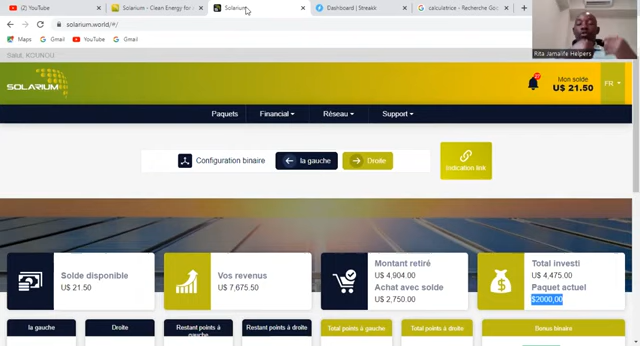 (2) YouTube
Solarium - Clean Energy for a
Solarium
Dashboard | Streakk
calculatrice - Recherche Goo
solarium.world/#/
Maps
Gmail
YouTube
Gmail
Rita Jamalife Helpers
Salut, KOUNOU
SOLARIUM
Mon solde
U$ 21.50
FR
Paquets
Financial
Réseau
Support
Configuration binaire
la gauche
Droite
Indication link
Solde disponible
U$ 21.50
Vos revenus
U$ 7,675.50
Montant retiré
U$ 4,904.00
Achat avec solde
U$ 2,750.00
Total investi
U$ 4,475.00
Paquet actuel
$2000,00
la gauche
Droite
Restant points à
gauche
Restant points à droite
Total points à gauche
Total points à droite
Bonus binaire